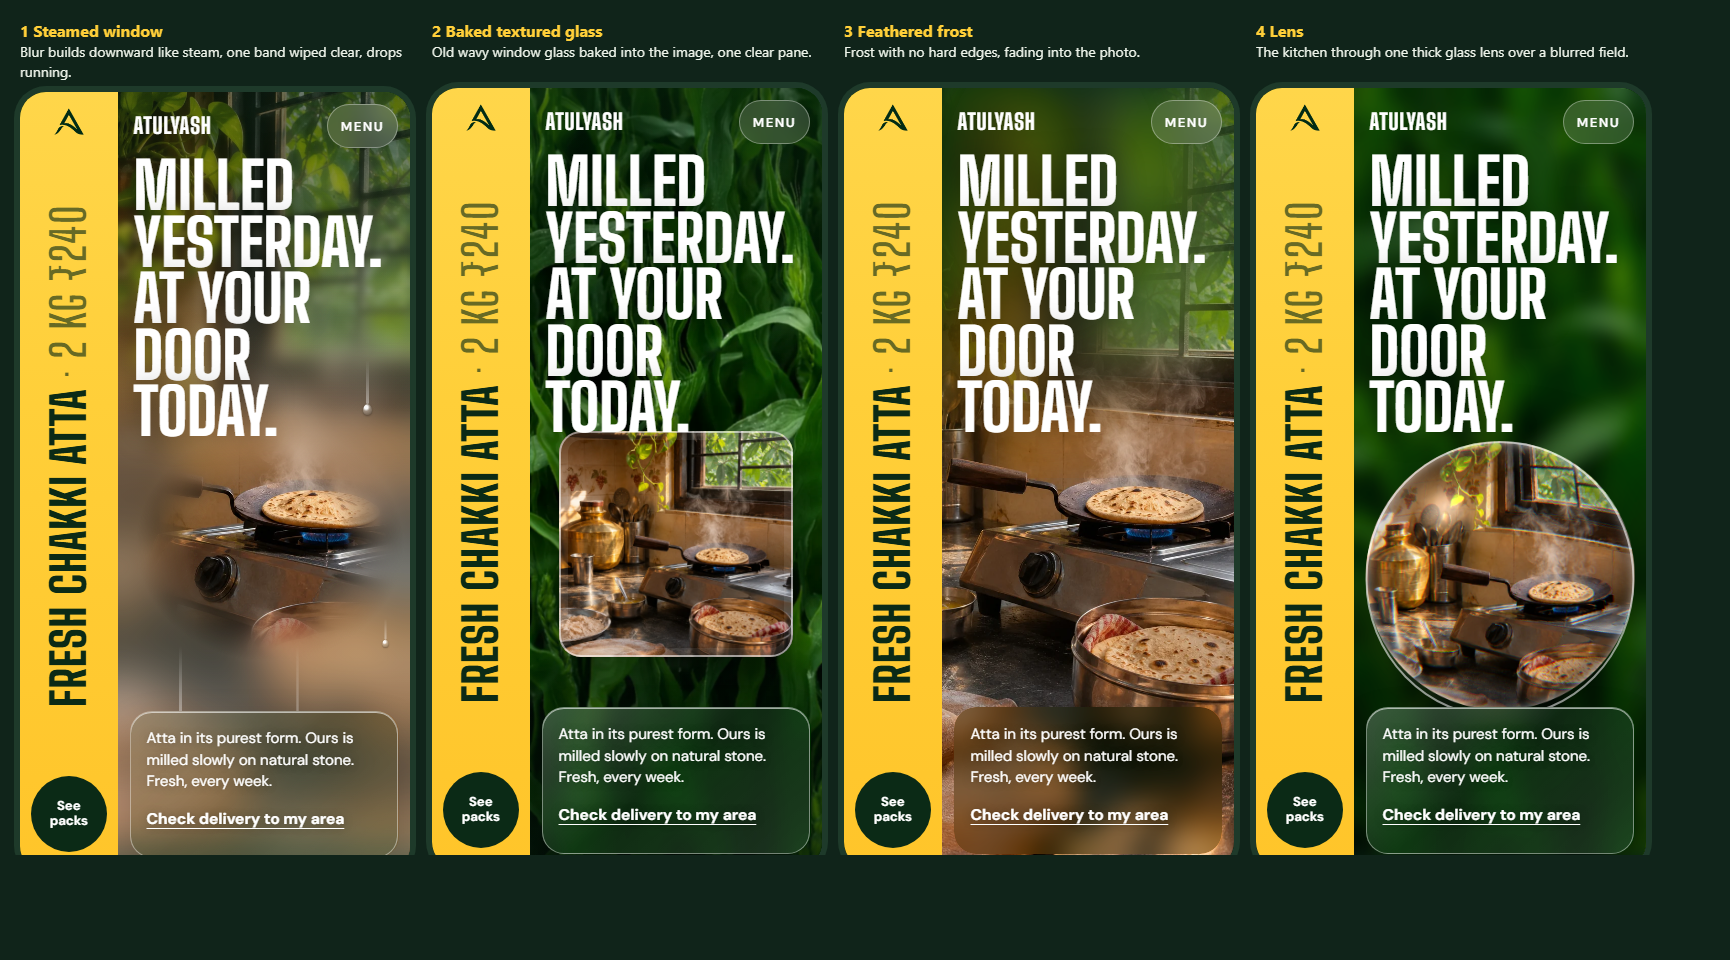 1 Steamed window
Blur builds downward like steam, one band wiped clear, drops
running.
ATULYASH
MENU
MILLED
YESTERDAY.
AT YOUR
DOOR
TODAY.
FRESH CHAKKI ATTA · 2 KG ₹240
Atta in its purest form. Ours is
milled slowly on natural stone.
Fresh, every week.
Check delivery to my area
See
packs
2 Baked textured glass
Old wavy window glass baked into the image, one clear pane.
ATULYASH
MENU
MILLED
YESTERDAY.
AT YOUR
DOOR
TODAY.
FRESH CHAKKI ATTA · 2 KG ₹240
Atta in its purest form. Ours is
milled slowly on natural stone.
Fresh, every week.
Check delivery to my area
See
packs
3 Feathered frost
Frost with no hard edges, fading into the photo.
ATULYASH
MENU
MILLED
YESTERDAY.
AT YOUR
DOOR
TODAY.
FRESH CHAKKI ATTA · 2 KG ₹240
Atta in its purest form. Ours is
milled slowly on natural stone.
Fresh, every week.
Check delivery to my area
See
packs
4 Lens
The kitchen through one thick glass lens over a blurred field.
ATULYASH
MENU
MILLED
YESTERDAY.
AT YOUR
DOOR
TODAY.
FRESH CHAKKI ATTA · 2 KG ₹240
Atta in its purest form. Ours is
milled slowly on natural stone.
Fresh, every week.
Check delivery to my area
See
packs